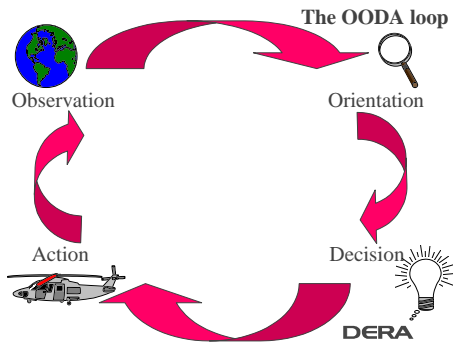 The OODA loop
Observation
Orientation
Action
Decision
DERA